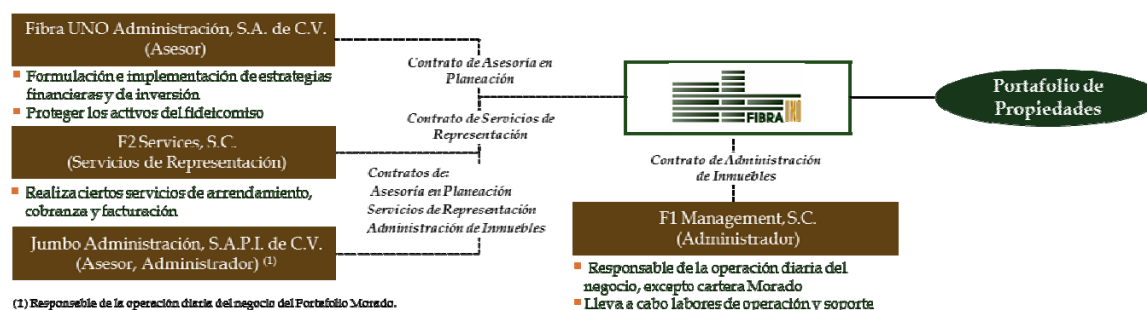 Fibra UNO Administración, S.A. de C.V.
(Asesor)
Formulación e implementación de estrategias
financieras y de inversión
Proteger los activos del fideicomiso
F2 Services, S.C.
(Servicios de Representación)
Realiza ciertos servicios de arrendamiento,
cobranza y facturación
Jumbo Administración, S.A.P.I. de C.V.
(Asesor, Administrador) (1)
(1) Responsable de la operación diaria del negocio del Portafolio Morado.
Contrato de Asesoría en
Planeación
Contrato de Servicios de
Representación
Contratos de:
Asesoría en Planeación
Servicios de Representación
Administración de Inmuebles
FIBRA UNO
Contrato de Administración
de Inmuebles
F1 Management, S.C.
(Administrador)
Responsable de la operación diaria del
negocio, excepto cartera Morado
Lleva a cabo labores de operación y soporte
Portafolio de
Propiedades